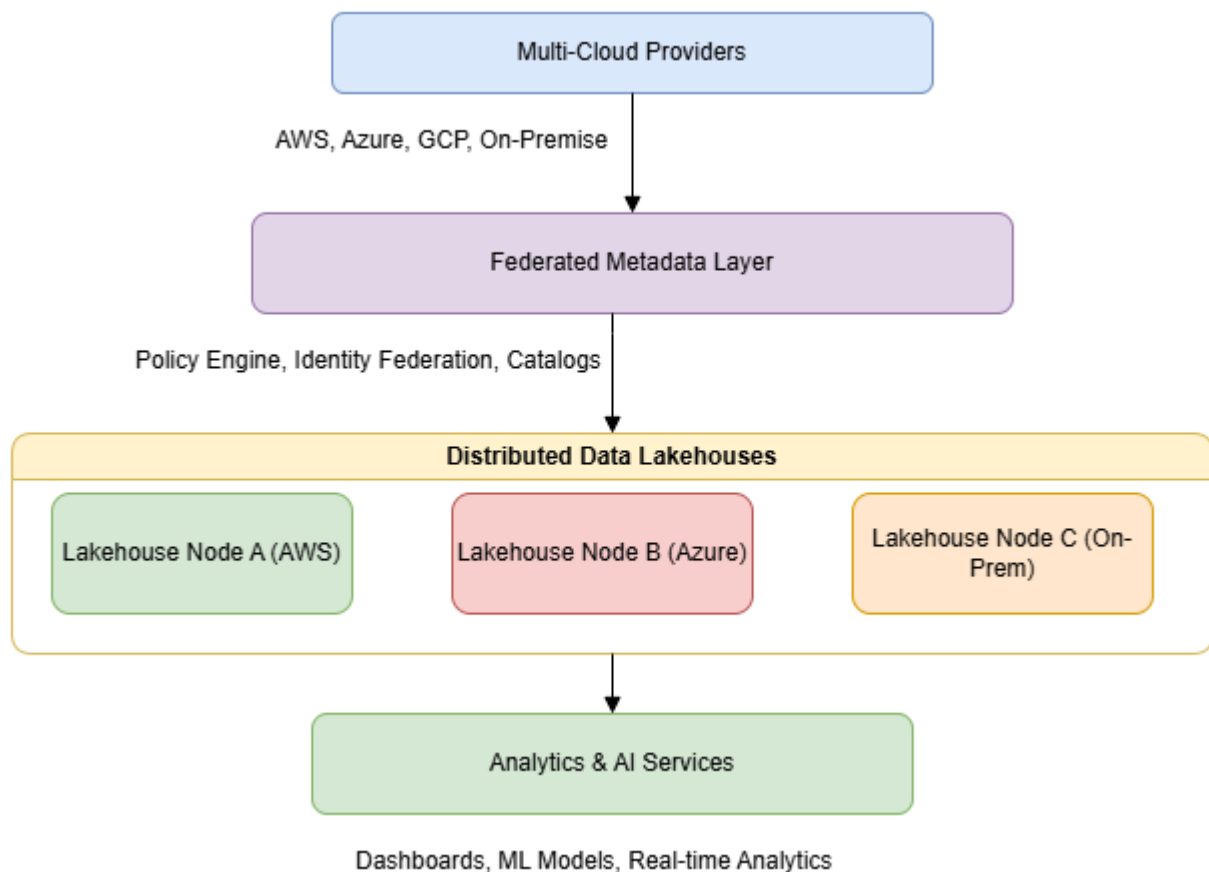 Multi-Cloud Providers
AWS, Azure, GCP, On-Premise
Federated Metadata Layer
Policy Engine, Identity Federation, Catalogs
Distributed Data Lakehouses
Lakehouse Node A (AWS)
Lakehouse Node B (Azure)
Lakehouse Node C (On-
Prem)
Analytics & AI Services
Dashboards, ML Models, Real-time Analytics